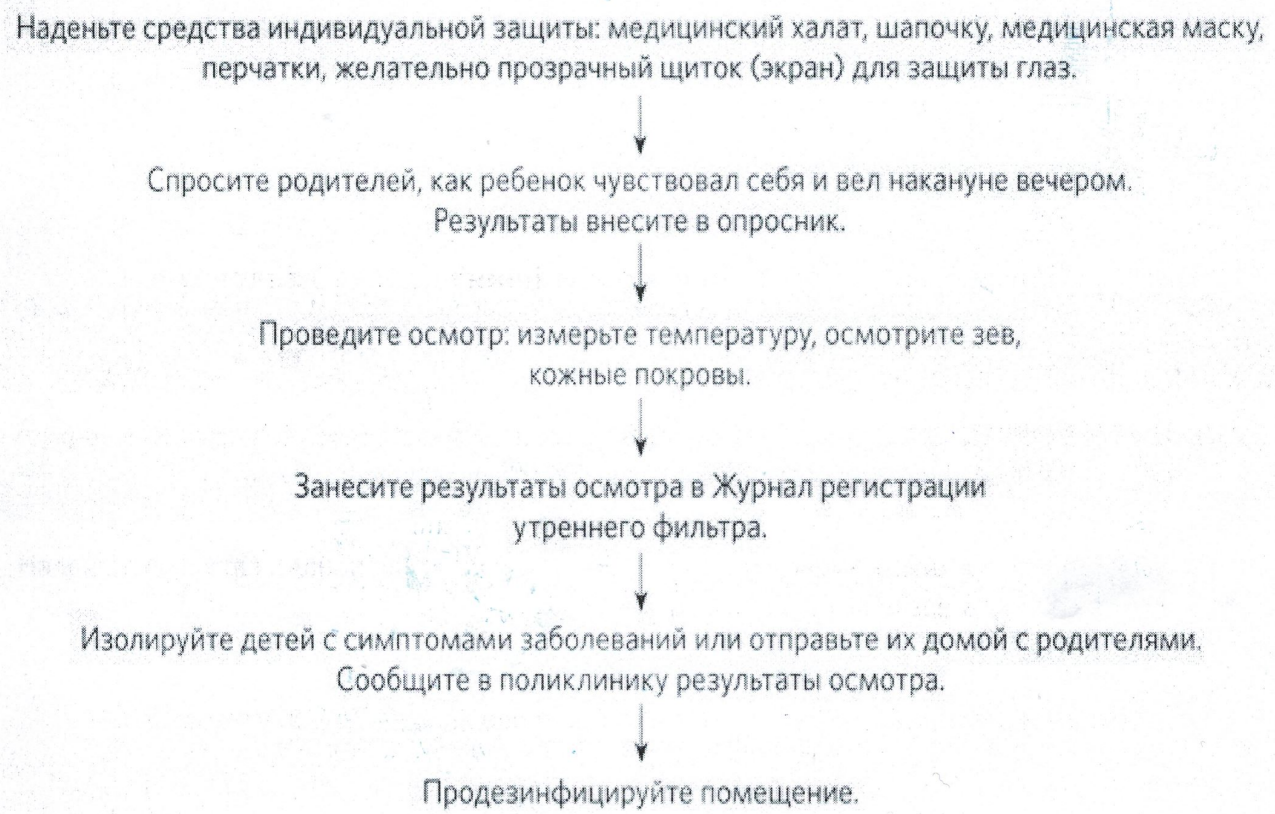 Наденьте средства индивидуальной защиты: медицинский халат, шапочку, медицинская маску,
перчатки, желательно прозрачный щиток (экран) для защиты глаз.
Спросите родителей, как ребенок чувствовал себя и вел накануне вечером.
Результаты внесите в опросник.
Проведите осмотр: измерьте температуру, осмотрите зев,
кожные покровы.
Занесите результаты осмотра в Журнал регистрации
утреннего фильтра.
Изолируйте детей с симптомами заболеваний или отправьте их домой с родителями.
Сообщите в поликлинику результаты осмотра.
Продезинфицируйте помещение.